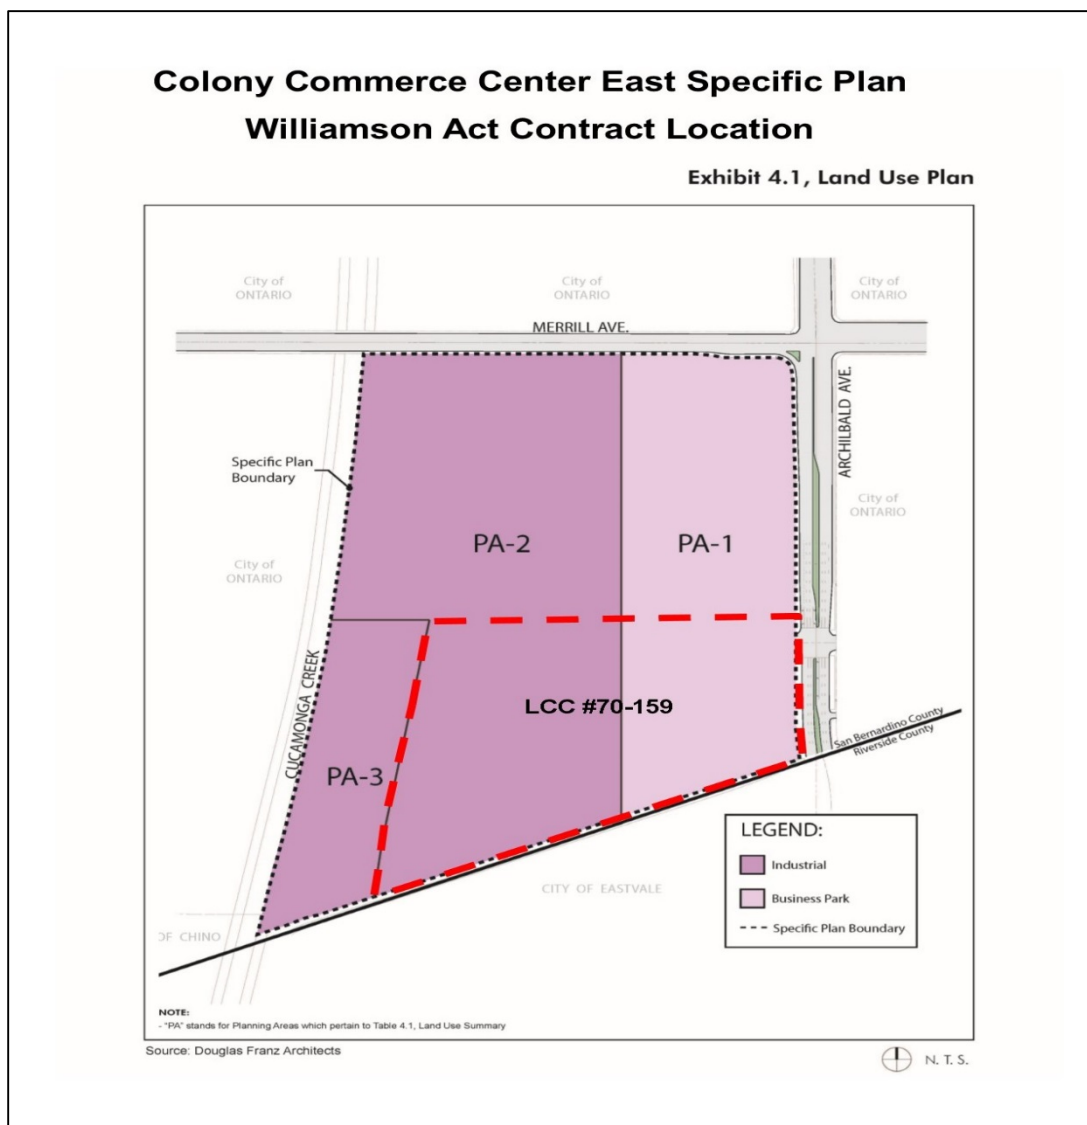 Colony Commerce Center East Specific Plan
Williamson Act Contract Location
Exhibit 4.1, Land Use Plan
City of
ONTARIO
City of
ONTARIO
City of
ONTARIO
MERRILL AVE.
ARCHILBALD AVE.
Specific Plan
Boundary
City of
ONTARIO
PA-2
PA-1
City of
ONTARIO
CUCAMONGA CREEK
LCC #70-159
San Bernardino County
Riverside County
PA-3
LEGEND:
Industrial
Business Park
Specific Plan Boundary
CITY OF EASTVALE
OF CHINO
NOTE:
- "PA" stands for Planning Areas which pertain to Table 4.1, Land Use Summary
Source: Douglas Franz Architects
N. T. S.